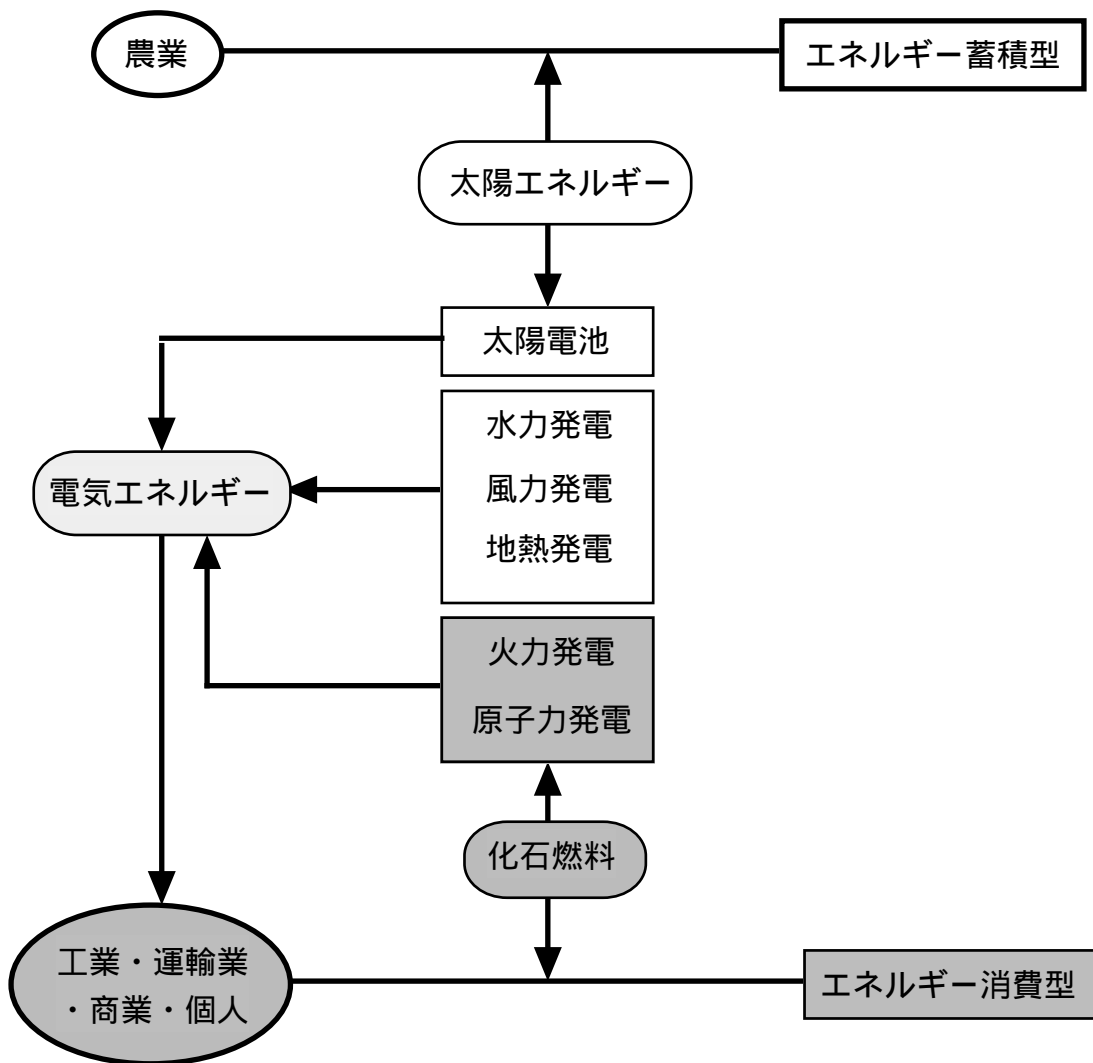 農業
エネルギー蓄積型
太陽エネルギー
太陽電池
水力発電
電気エネルギー
風力発電
地熱発電
火力発電
原子力発電
化石燃料
工業・運輸業
・商業・個人
エネルギー消費型